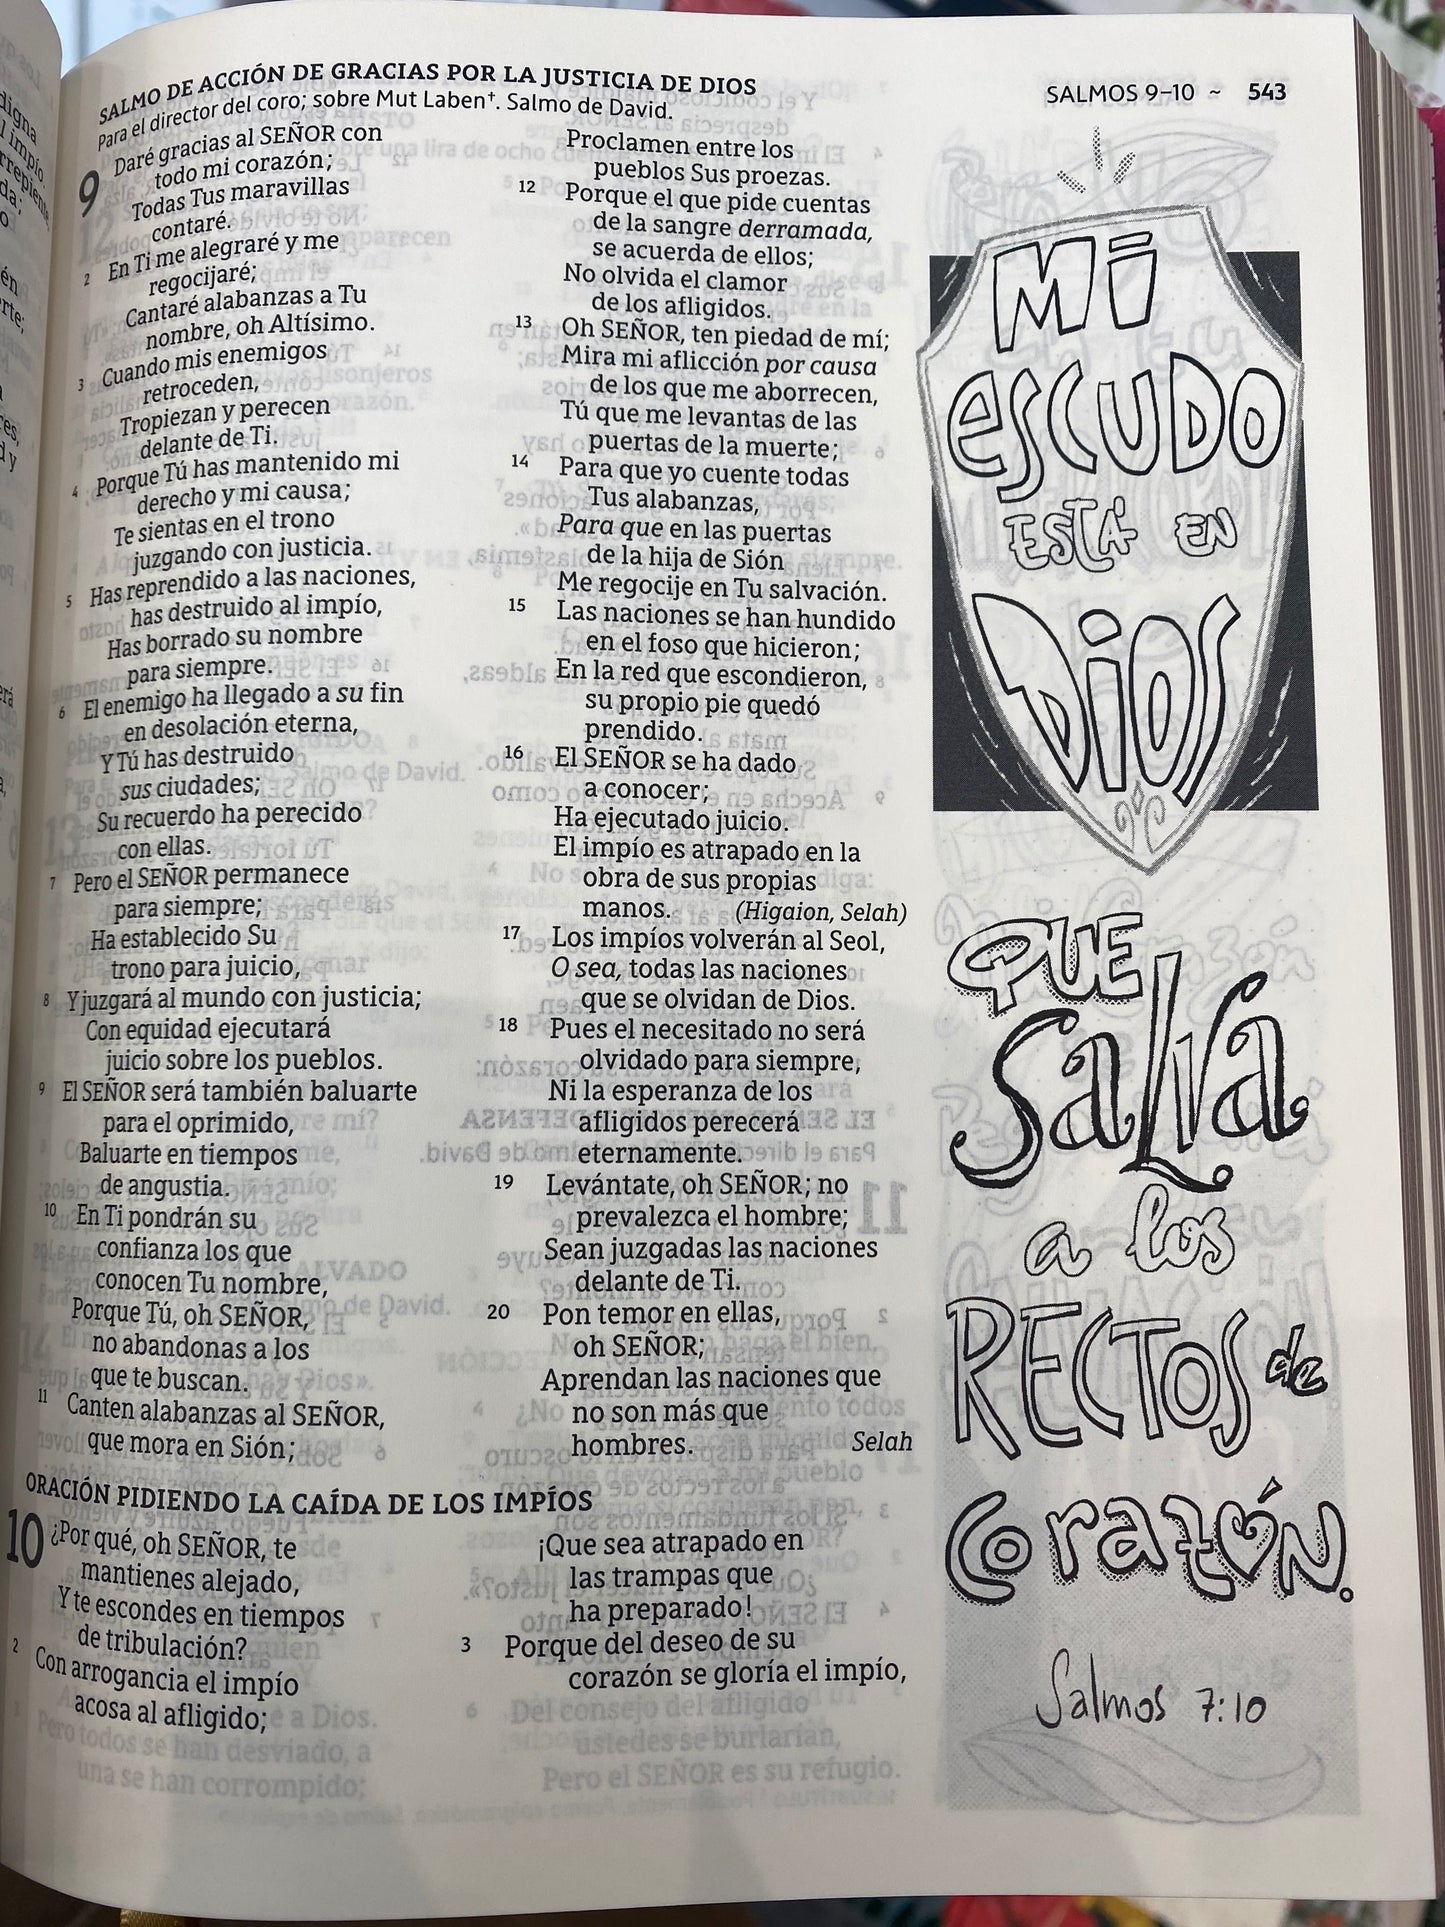 SALMOS 9–10 ~ 543
SALMO DE ACCIÓN DE GRACIAS POR LA JUSTICIA DE DIOS
Para el director del coro; sobre Mut Laben†. Salmo de David.
9 Daré gracias al SEÑOR con
todo mi corazón;
Todas Tus maravillas
contaré.
2 En Ti me alegraré y me
regocijaré;
Cantaré alabanzas a Tu
nombre, oh Altísimo.
3 Cuando mis enemigos
retroceden,
Tropiezan y perecen
delante de Ti.
4 Porque Tú has mantenido mi
derecho y mi causa;
Te sientas en el trono
juzgando con justicia.
5 Has reprendido a las naciones,
has destruido al impío,
Has borrado su nombre
para siempre.
6 El enemigo ha llegado a su fin
en desolación eterna,
Y Tú has destruido
sus ciudades;
Su recuerdo ha perecido
con ellas.
7 Pero el SEÑOR permanece
para siempre;
Ha establecido Su
trono para juicio,
8 Y juzgará al mundo con justicia;
Con equidad ejecutará
juicio sobre los pueblos.
9 El SEÑOR será también baluarte
para el oprimido,
Baluarte en tiempos
de angustia.
10 En Ti pondrán su
confianza los que
conocen Tu nombre,
Porque Tú, oh SEÑOR,
no abandonas a los
que te buscan.
11 Canten alabanzas al SEÑOR,
que mora en Sión;
Proclamen entre los
pueblos Sus proezas.
12 Porque el que pide cuentas
de la sangre derramada,
se acuerda de ellos;
No olvida el clamor
de los afligidos.
13 Oh SEÑOR, ten piedad de mí;
Mira mi aflicción por causa
de los que me aborrecen,
Tú que me levantas de las
puertas de la muerte;
14 Para que yo cuente todas
Tus alabanzas,
Para que en las puertas
de la hija de Sión
Me regocije en Tu salvación.
15 Las naciones se han hundido
en el foso que hicieron;
En la red que escondieron,
su propio pie quedó
prendido.
16 El SEÑOR se ha dado
a conocer;
Ha ejecutado juicio.
El impío es atrapado en la
obra de sus propias
manos. (Higaion, Selah)
17 Los impíos volverán al Seol,
O sea, todas las naciones
que se olvidan de Dios.
18 Pues el necesitado no será
olvidado para siempre,
Ni la esperanza de los
afligidos perecerá
eternamente.
19 Levántate, oh SEÑOR; no
prevalezca el hombre;
Sean juzgadas las naciones
delante de Ti.
20 Pon temor en ellas,
oh SEÑOR;
Aprendan las naciones que
no son más que
hombres. Selah
ORACIÓN PIDIENDO LA CAÍDA DE LOS IMPÍOS
10 ¿Por qué, oh SEÑOR, te
mantienes alejado,
Y te escondes en tiempos
de tribulación?
2 Con arrogancia el impío
acosa al afligido;
¡Que sea atrapado en
las trampas que
ha preparado!
3 Porque del deseo de su
corazón se gloría el impío,
Mi
escudo
está en
Dios
que
salva
a los
RECTOS de
corazón.
Salmos 7:10